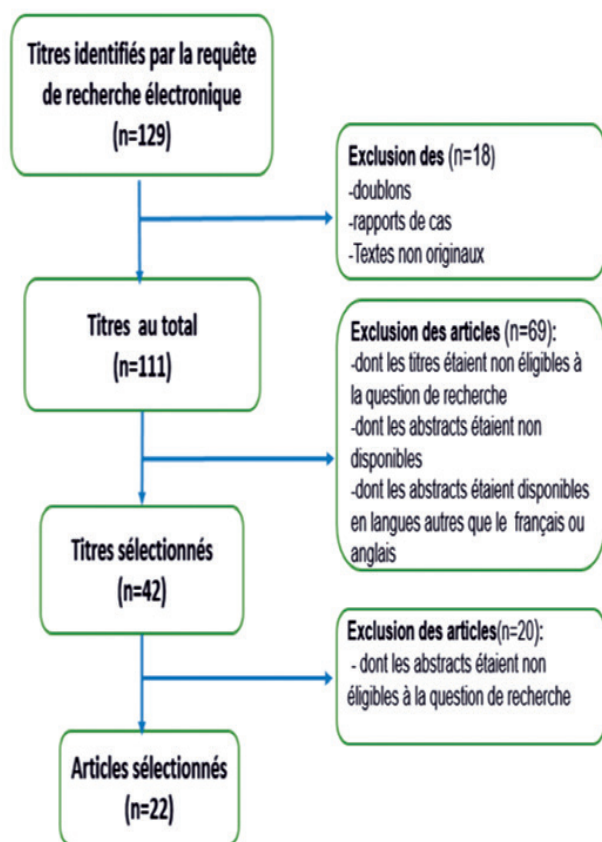 Titres identifiés par la requête
de recherche électronique
(n=129)
Exclusion des (n=18)
-doublons
-rapports de cas
-Textes non originaux
Titres au total
(n=111)
Exclusion des articles (n=69):
-dont les titres étaient non éligibles à
la question de recherche
-dont les abstracts étaient non
disponibles
-dont les abstracts étaient disponibles
en langues autres que le français ou
anglais
Titres sélectionnés
(n=42)
Exclusion des articles(n=20):
- dont les abstracts étaient non
éligibles à la question de recherche
Articles sélectionnés
(n=22)